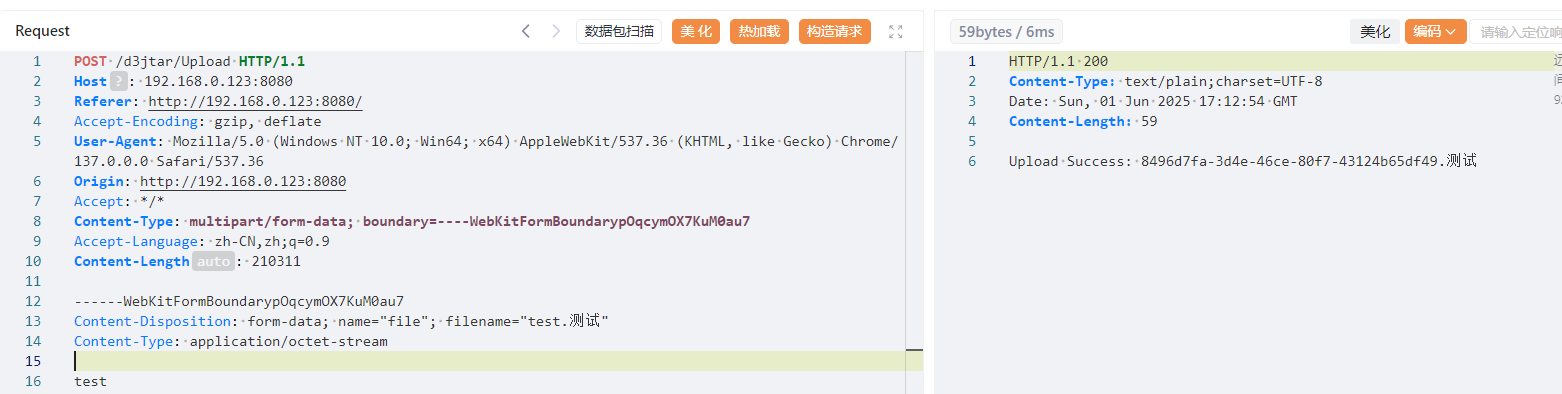 Request
数据包扫描
美化
热加载
构造请求
1 POST /d3jtar/Upload HTTP/1.1
2 Host ? : 192.168.0.123:8080
3 Referer: http://192.168.0.123:8080/
4 Accept-Encoding: gzip, deflate
5 User-Agent: Mozilla/5.0 (Windows NT 10.0; Win64; x64) AppleWebKit/537.36 (KHTML, like Gecko) Chrome/
137.0.0.0 Safari/537.36
6 Origin: http://192.168.0.123:8080
7 Accept: */*
8 Content-Type: multipart/form-data; boundary=----WebKitFormBoundarypOqcymOX7KuM0au7
9 Accept-Language: zh-CN,zh;q=0.9
10 Content-Length auto : 210311
11
12 ------WebKitFormBoundarypOqcymOX7KuM0au7
13 Content-Disposition: form-data; name="file"; filename="test.测试"
14 Content-Type: application/octet-stream
15
16 test
59bytes / 6ms
美化
编码
请输入定位响
1 HTTP/1.1 200
2 Content-Type: text/plain;charset=UTF-8
3 Date: Sun, 01 Jun 2025 17:12:54 GMT
4 Content-Length: 59
5
6 Upload Success: 8496d7fa-3d4e-46ce-80f7-43124b65df49.测试